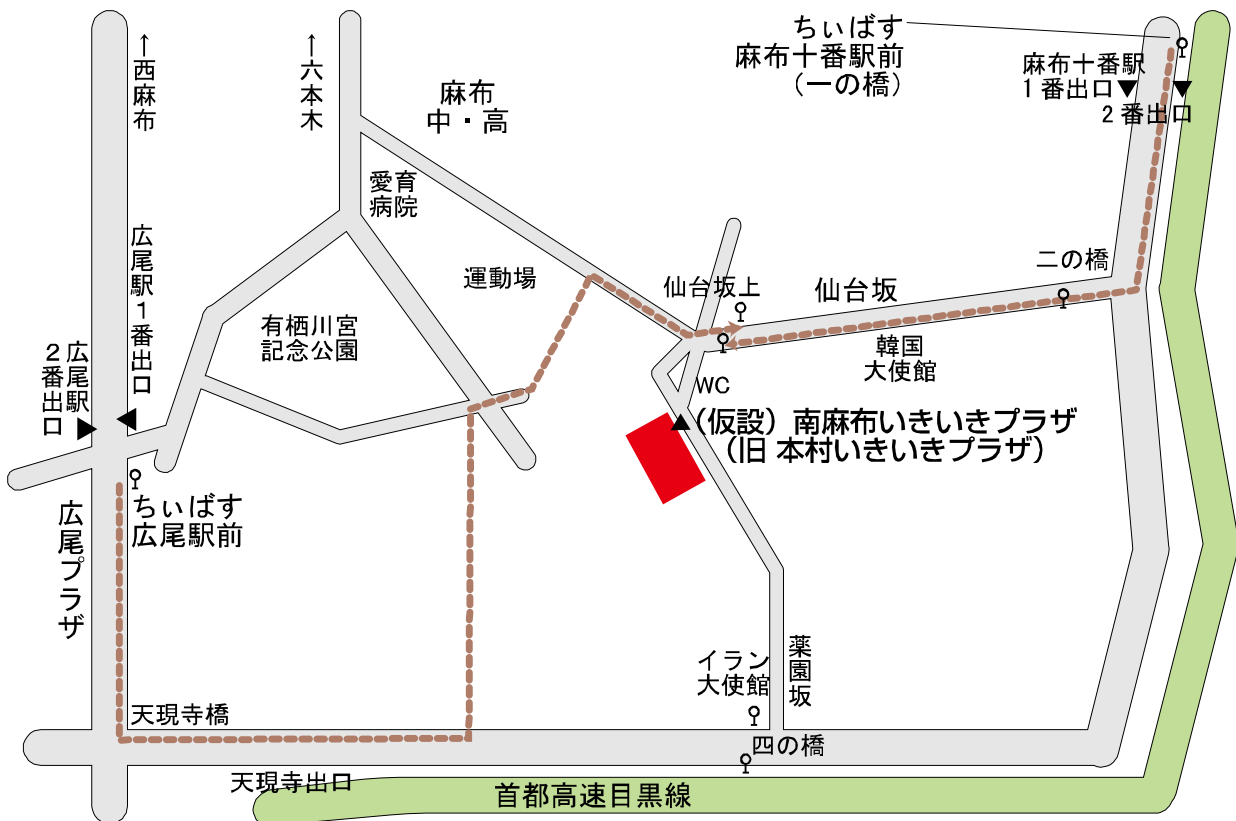 ←西麻布
←六本木
麻布
中・高
ちぃばす
麻布十番駅前
（一の橋）
麻布十番駅
1番出口
2番出口
愛育
病院
広尾駅1番出口
運動場
仙台坂上
仙台坂
二の橋
有栖川宮
記念公園
広尾駅
2番出口
韓国
大使館
WC
（仮設）南麻布いきいきプラザ
（旧 本村いきいきプラザ）
ちぃばす
広尾駅前
広尾プラザ
イラン
大使館
薬園坂
天現寺橋
四の橋
天現寺出口
首都高速目黒線